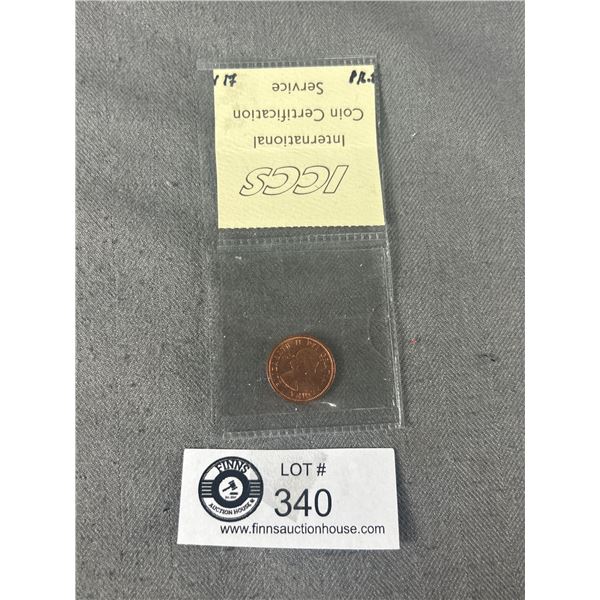 ICCS
International
Coin Certification
Service
FINNS
AUCTION HOUSE
LOT #
340
www.finnsauctionhouse.com